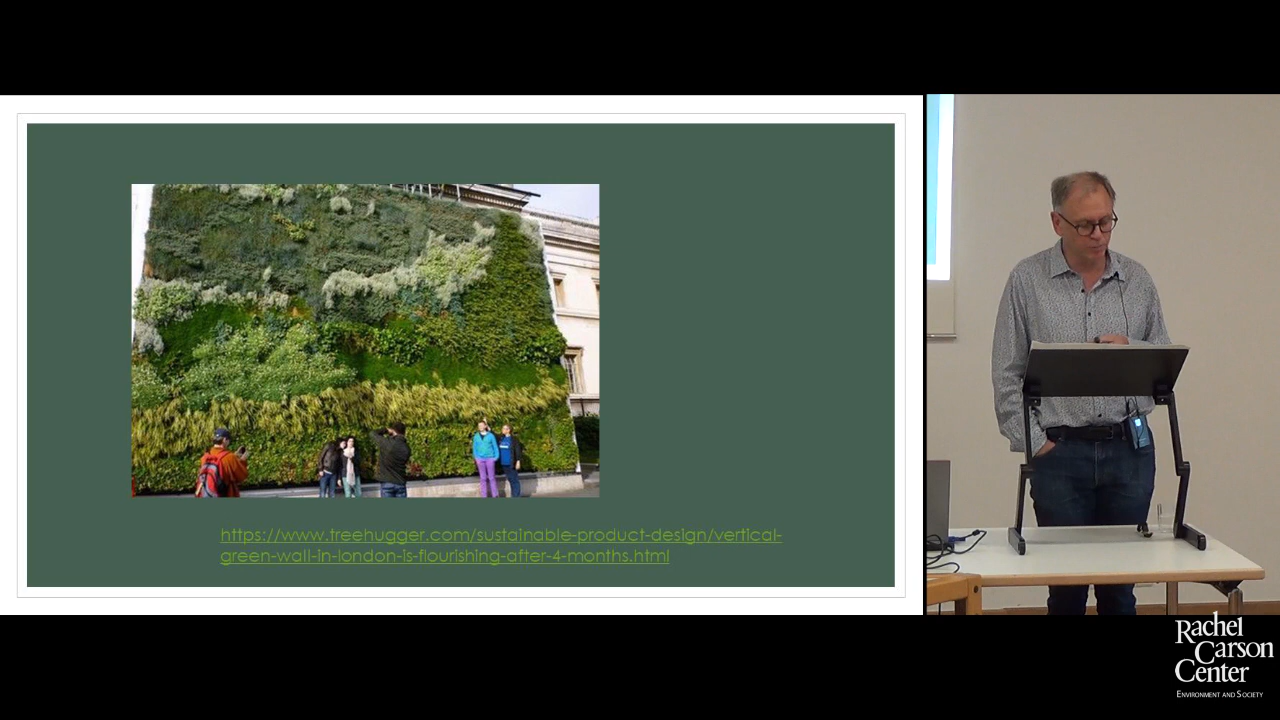 https://www.treehugger.com/sustainable-product-design/vertical-
green-wall-in-london-is-flourishing-after-4-months.html
Rachel
Carson
Center
Environment and Society